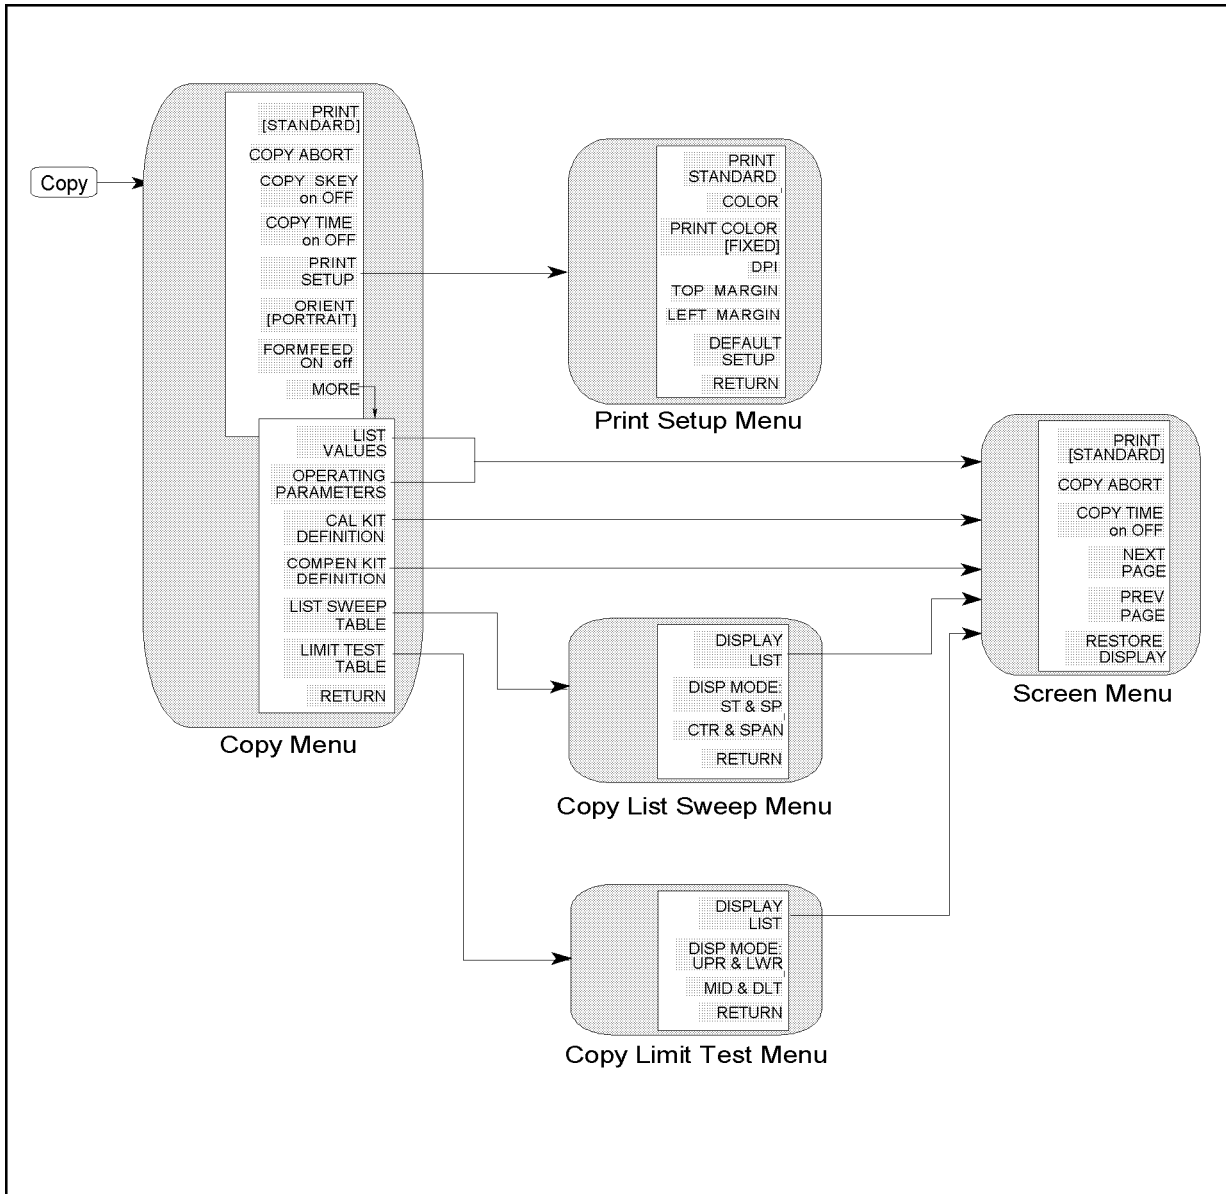 Copy
PRINT
[STANDARD]
COPY ABORT
COPY SKEY
on OFF
COPY TIME
on OFF
PRINT
SETUP
ORIENT
[PORTRAIT]
FORMFEED
ON off
MORE
LIST
VALUES
OPERATING
PARAMETERS
CAL KIT
DEFINITION
COMPEN KIT
DEFINITION
LIST SWEEP
TABLE
LIMIT TEST
TABLE
RETURN
Copy Menu
PRINT
STANDARD
COLOR
PRINT COLOR
[FIXED]
DPI
TOP MARGIN
LEFT MARGIN
DEFAULT
SETUP
RETURN
Print Setup Menu
DISPLAY
LIST
DISP MODE:
ST & SP
CTR & SPAN
RETURN
Copy List Sweep Menu
DISPLAY
LIST
DISP MODE:
UPR & LWR
MID & DLT
RETURN
Copy Limit Test Menu
PRINT
[STANDARD]
COPY ABORT
COPY TIME
on OFF
NEXT
PAGE
PREV
PAGE
RESTORE
DISPLAY
Screen Menu